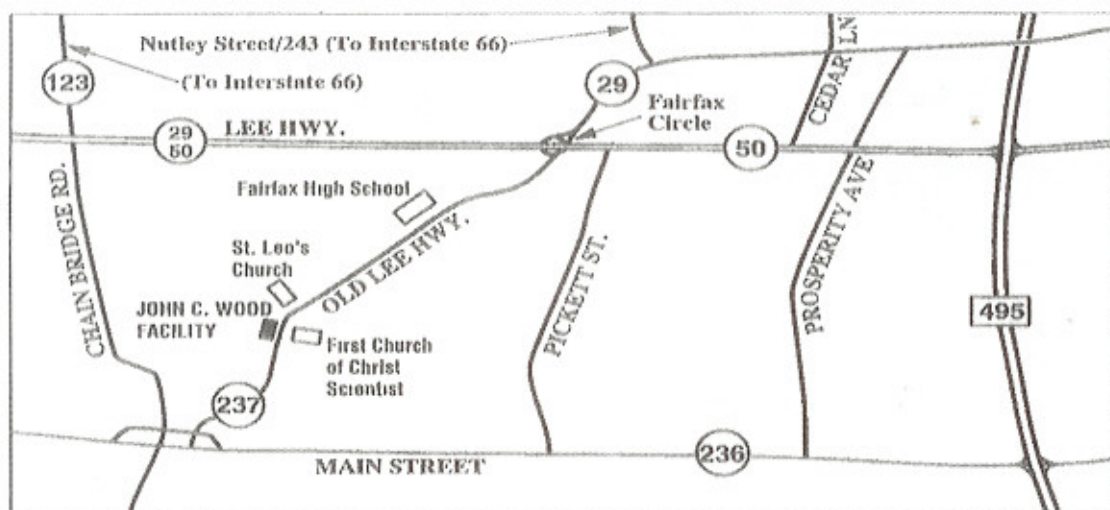 Nutley Street/243 (To Interstate 66)
(To Interstate 66)
123
29
CEDAR LN
Fairfax
Circle
29
50
LEE HWY.
50
Fairfax High School
PROSPERITY AVE
CHAIN BRIDGE RD.
St. Leo's
Church
OLD LEE HWY.
PICKETT ST.
495
JOHN C. WOOD
FACILITY
First Church
of Christ
Scientist
237
236
MAIN STREET